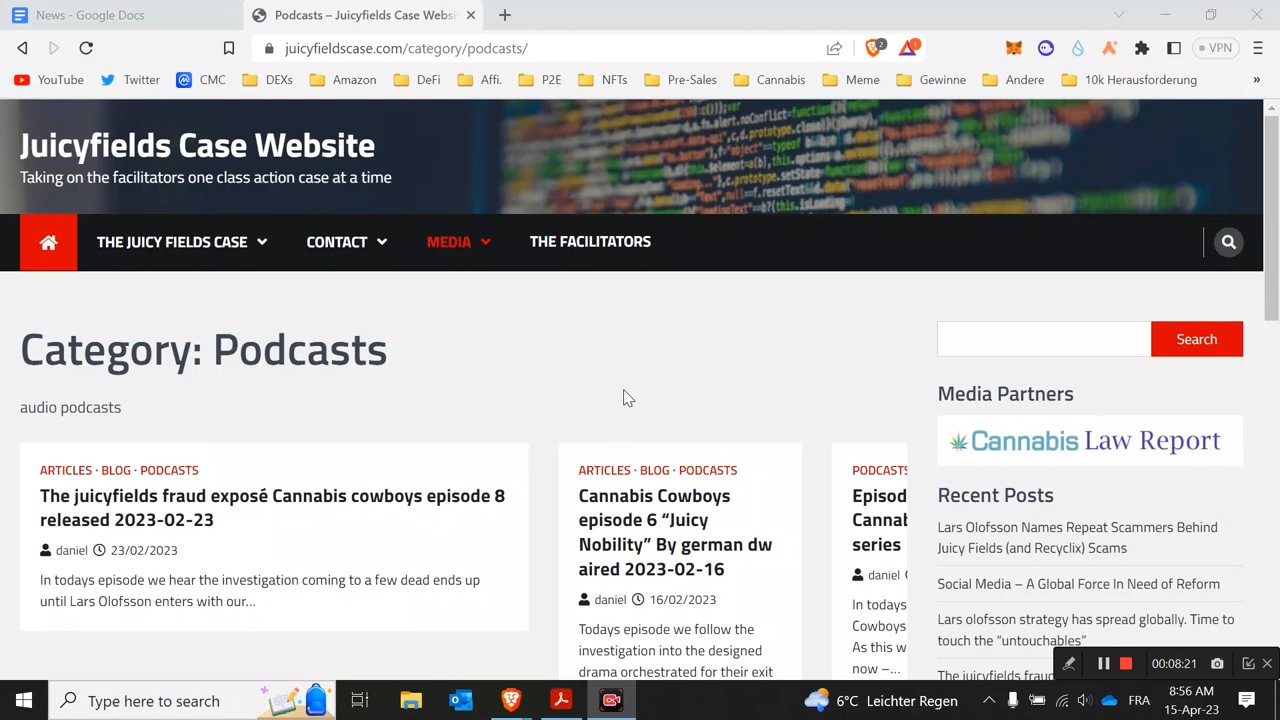 News - Google Docs
Podcasts – Juicyfields Case Websi
juicyfieldscase.com/category/podcasts/
2
1
VPN
YouTube Twitter CMC DEXs Amazon DeFi Affi. P2E NFTs Pre-Sales Cannabis Meme Gewinne Andere 10k Herausforderung »
Juicyfields Case Website
Taking on the facilitators one class action case at a time
THE JUICY FIELDS CASE CONTACT MEDIA THE FACILITATORS
Category: Podcasts
audio podcasts
ARTICLES · BLOG · PODCASTS
The juicyfields fraud exposé Cannabis cowboys episode 8
released 2023-02-23
daniel 23/02/2023
In todays episode we hear the investigation coming to a few dead ends up
until Lars Olofsson enters with our…
ARTICLES · BLOG · PODCASTS
Cannabis Cowboys
episode 6 “Juicy
Nobility” By german dw
aired 2023-02-16
daniel 16/02/2023
Todays episode we follow the
investigation into the designed
drama orchestrated for their exit
PODCASTS
Episod
Cannab
series
daniel
In todays
Cowboys
As this w
now –…
Search
Media Partners
Cannabis Law Report
Recent Posts
Lars Olofsson Names Repeat Scammers Behind
Juicy Fields (and Recyclix) Scams
Social Media – A Global Force In Need of Reform
Lars olofsson strategy has spread globally. Time to
touch the “untouchables”
The juicyfields frau
00:08:21
Type here to search
6°C Leichter Regen
FRA
8:56 AM
15-Apr-23